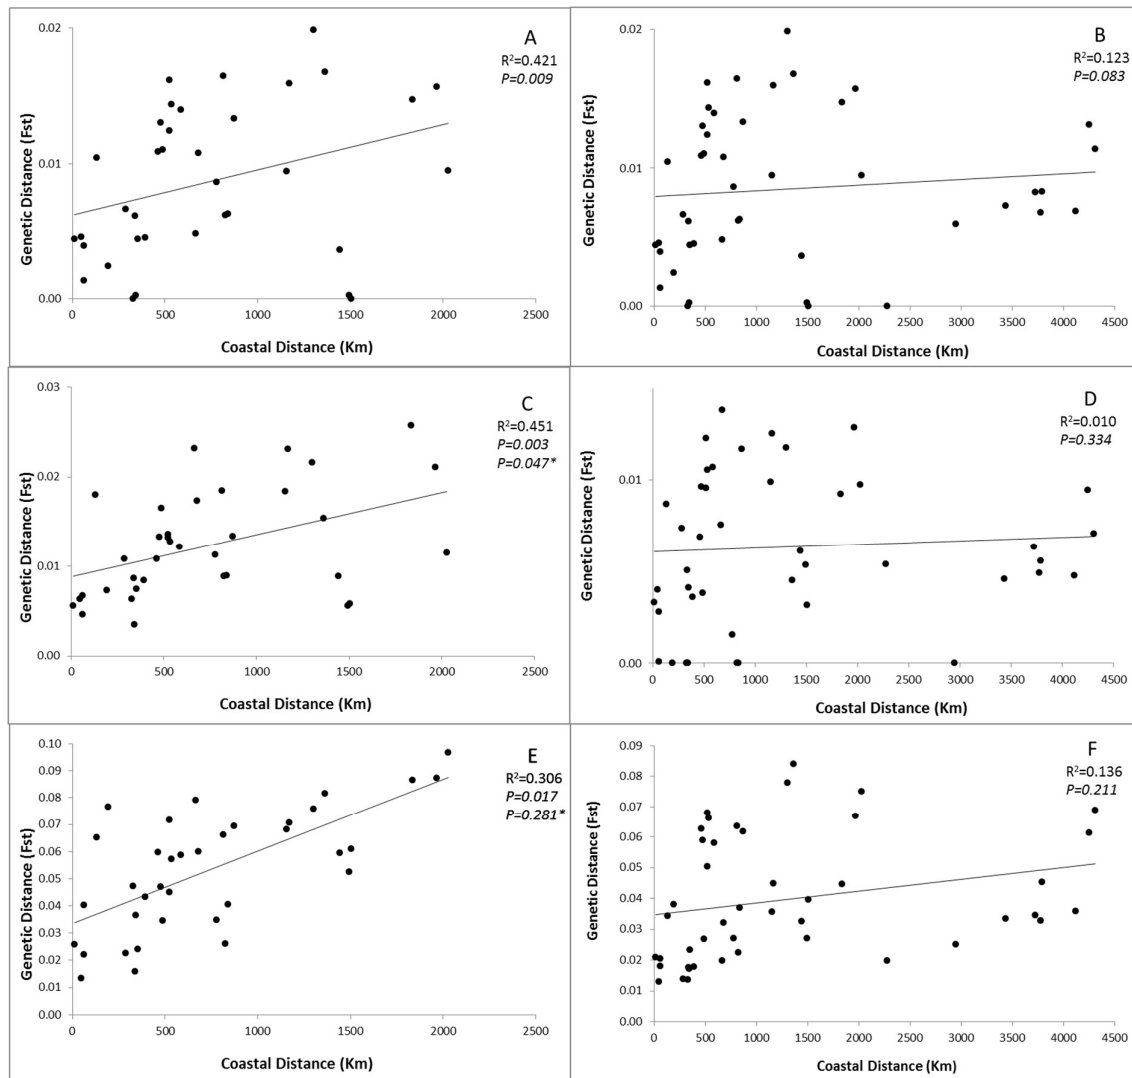 A
R²=0.421
P=0.009
0.02
0.01
0.00
Genetic Distance (Fst)
0 500 1000 1500 2000 2500
Coastal Distance (Km)
B
R²=0.123
P=0.083
0.02
0.01
0.00
Genetic Distance (Fst)
0 500 1000 1500 2000 2500 3000 3500 4000 4500
Coastal Distance (Km)
C
R²=0.451
P=0.003
P=0.047*
0.03
0.02
0.01
0.00
Genetic Distance (Fst)
0 500 1000 1500 2000 2500
Coastal Distance (Km)
D
R²=0.010
P=0.334
0.01
0.00
Genetic Distance (Fst)
0 500 1000 1500 2000 2500 3000 3500 4000 4500
Coastal Distance (Km)
E
R²=0.306
P=0.017
P=0.281*
0.10
0.09
0.08
0.07
0.06
0.05
0.04
0.03
0.02
0.01
0.00
Genetic Distance (Fst)
0 500 1000 1500 2000 2500
Coastal Distance (Km)
F
R²=0.136
P=0.211
0.09
0.08
0.07
0.06
0.05
0.04
0.03
0.02
0.01
0.00
Genetic Distance (Fst)
0 500 1000 1500 2000 2500 3000 3500 4000 4500
Coastal Distance (Km)